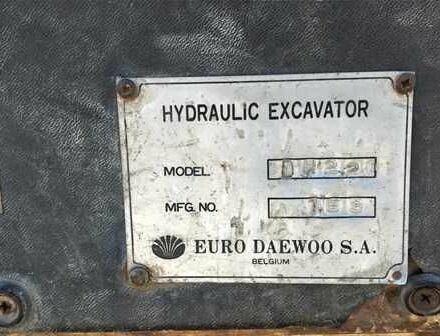 HYDRAULIC EXCAVATOR
MODEL.
MFG. NO.
EURO DAEWOO S.A.
BELGIUM